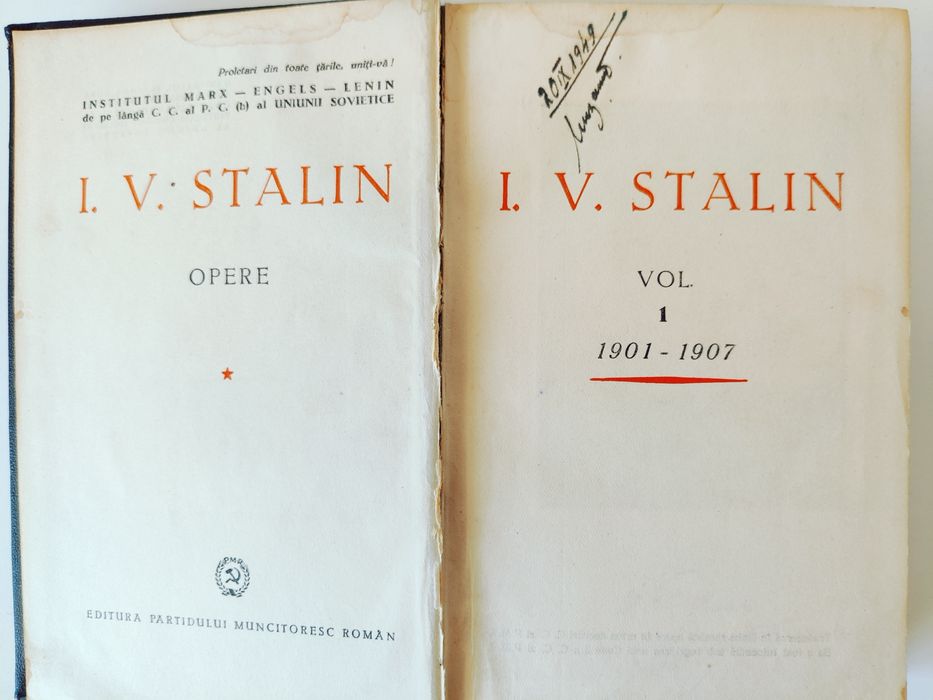 Proletari din toate țările, uniți-vă!
INSTITUTUL MARX — ENGELS — LENIN
de pe lângă C. C. al P. C. (b) al UNIUNII SOVIETICE
I. V. STALIN
OPERE
PMR
EDITURA PARTIDULUI MUNCITORESC ROMÂN
20 IX 1949
I. V. STALIN
VOL.
1
1901 - 1907